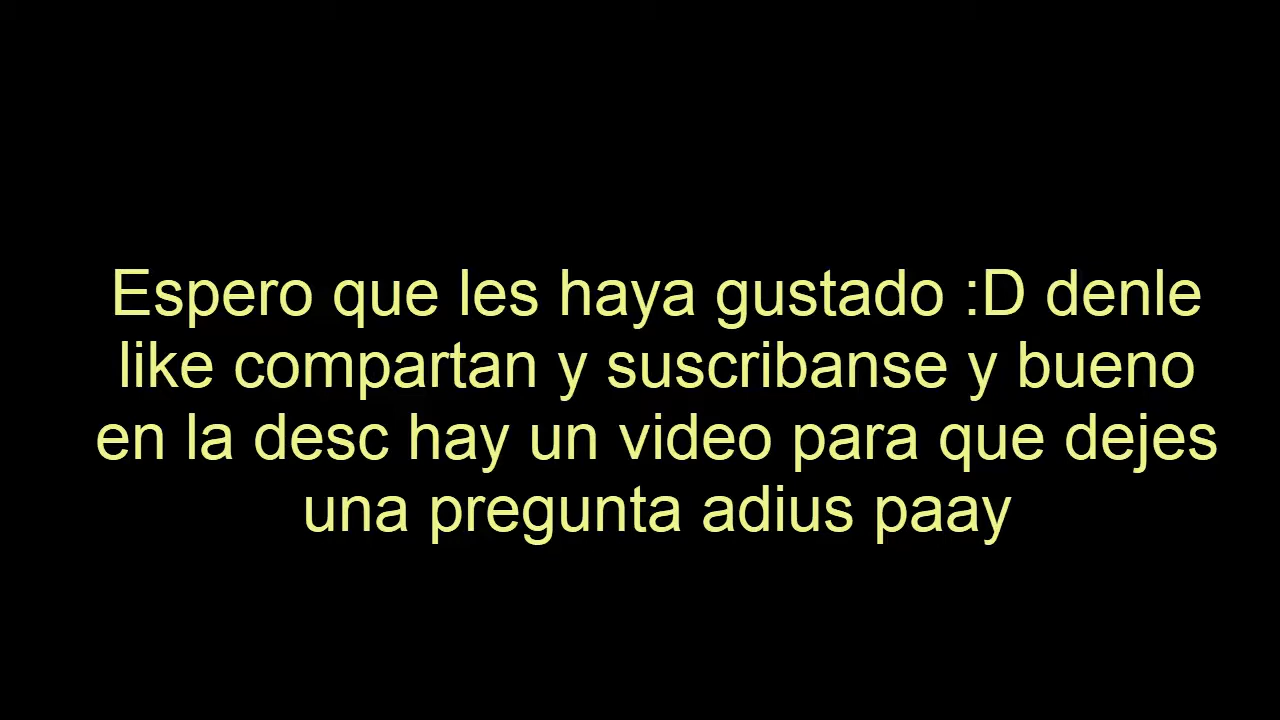 Espero que les haya gustado :D denle
like compartan y suscribanse y bueno
en la desc hay un video para que dejes
una pregunta adius paay